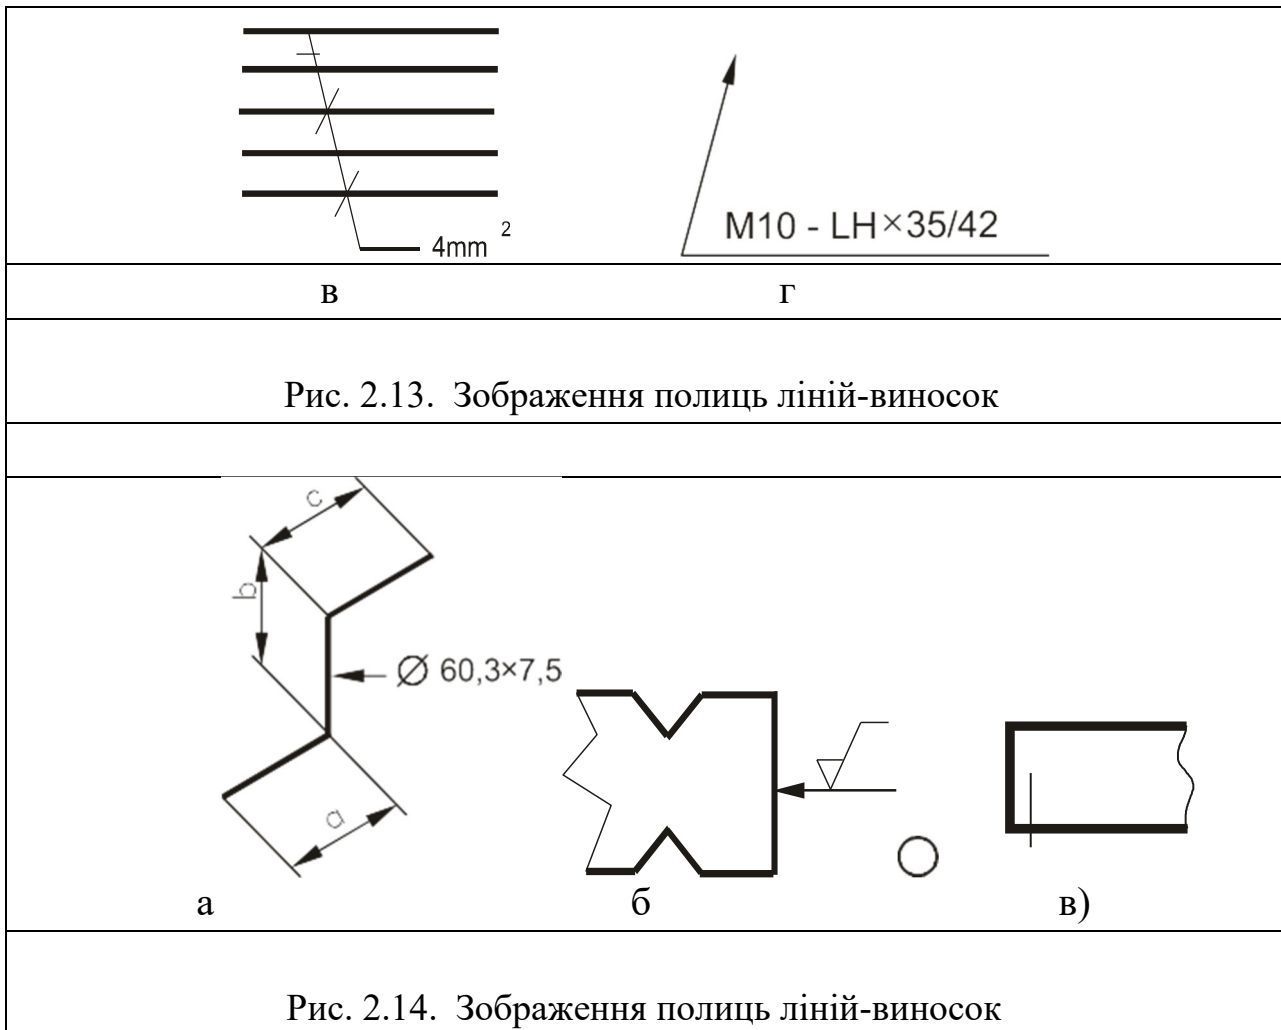 4mm ²
M10 - LH×35/42
в г
Рис. 2.13. Зображення полиць ліній-виносок
c
b
Ø 60,3×7,5
a
а б в)
Рис. 2.14. Зображення полиць ліній-виносок